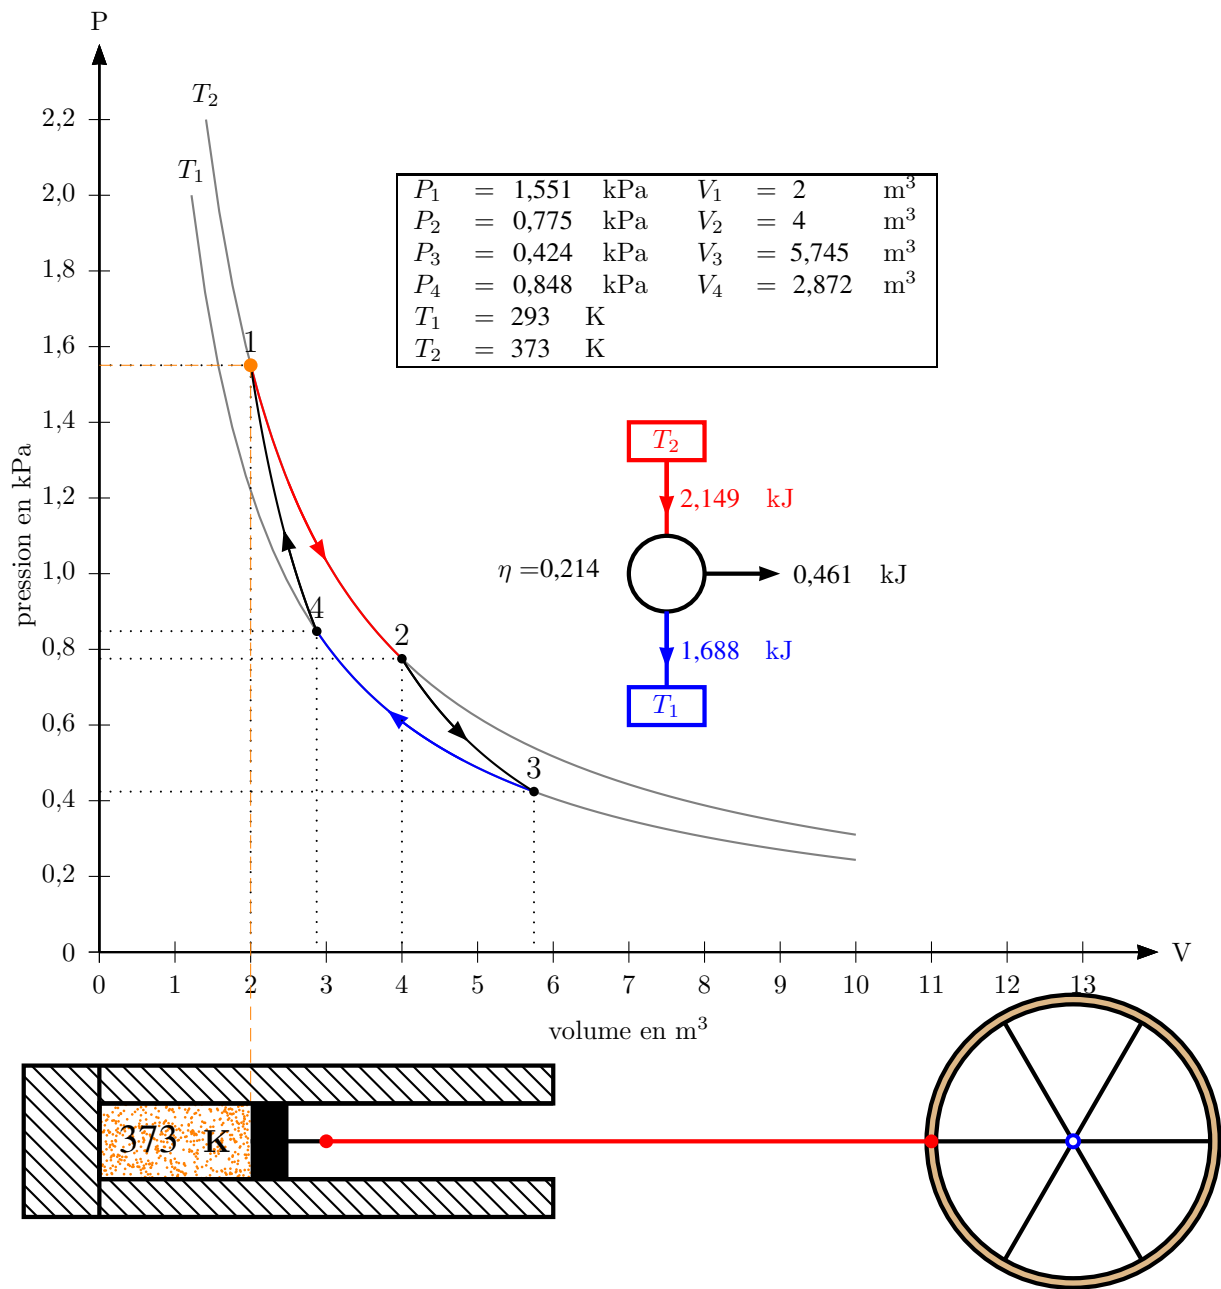 P
T2
T1
2,2
2,0
1,8
1,6
1,4
1,2
1,0
0,8
0,6
0,4
0,2
0
pression en kPa
P1 = 1,551 kPa V1 = 2 m³
P2 = 0,775 kPa V2 = 4 m³
P3 = 0,424 kPa V3 = 5,745 m³
P4 = 0,848 kPa V4 = 2,872 m³
T1 = 293 K
T2 = 373 K
1
4
2
3
T2
2,149 kJ
η =0,214
0,461 kJ
1,688 kJ
T1
V
0 1 2 3 4 5 6 7 8 9 10 11 12 13
volume en m³
373 K